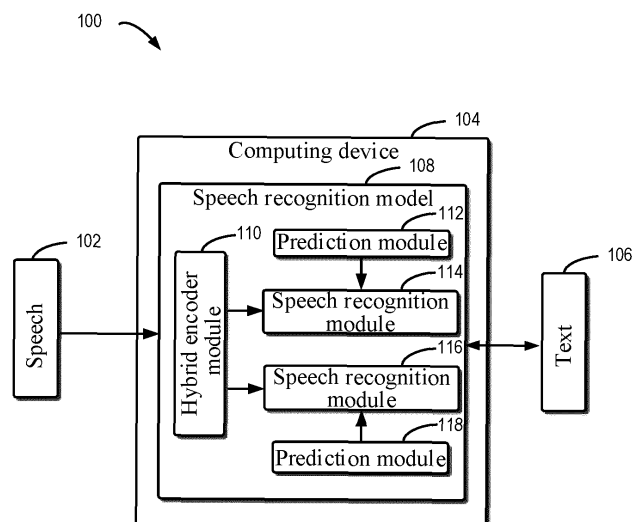 100
104
Computing device
108
Speech recognition model
102
110
112
Prediction module
106
114
Speech recognition
module
Speech
Hybrid encoder
module
Text
116
Speech recognition
module
118
Prediction module